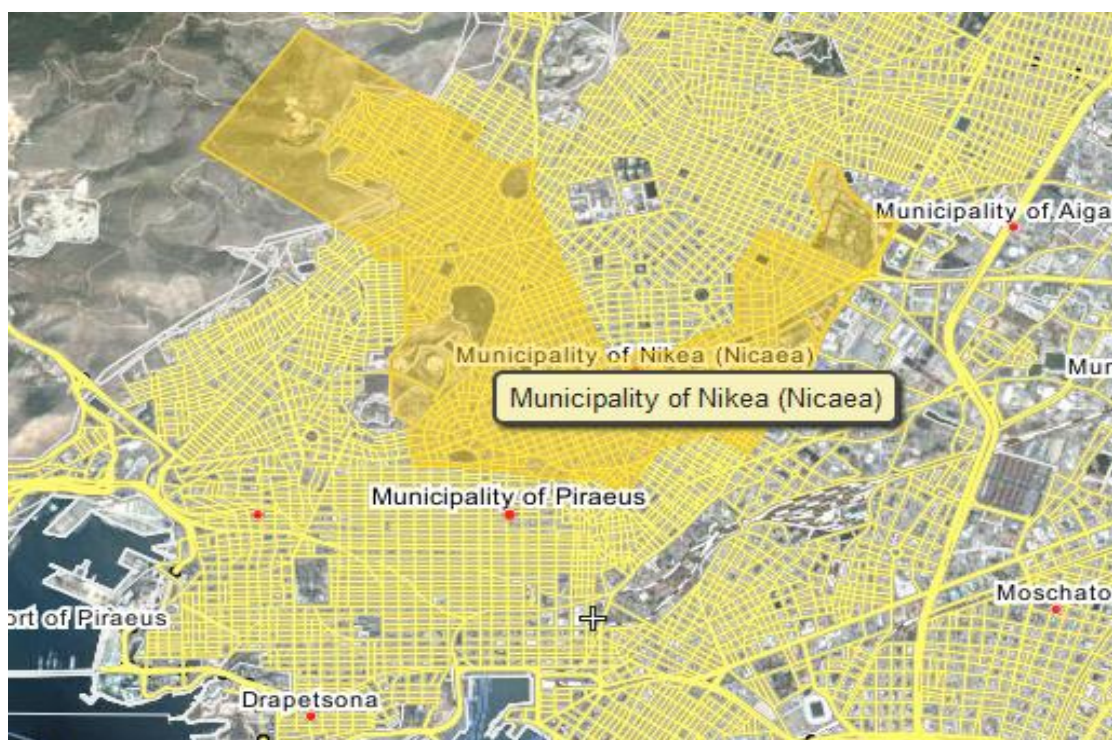 Municipality of Aiga
Municipality of Nikea (Nicaea)
Mun
Municipality of Nikea (Nicaea)
Municipality of Piraeus
Moschato
ort of Piraeus
Drapetsona